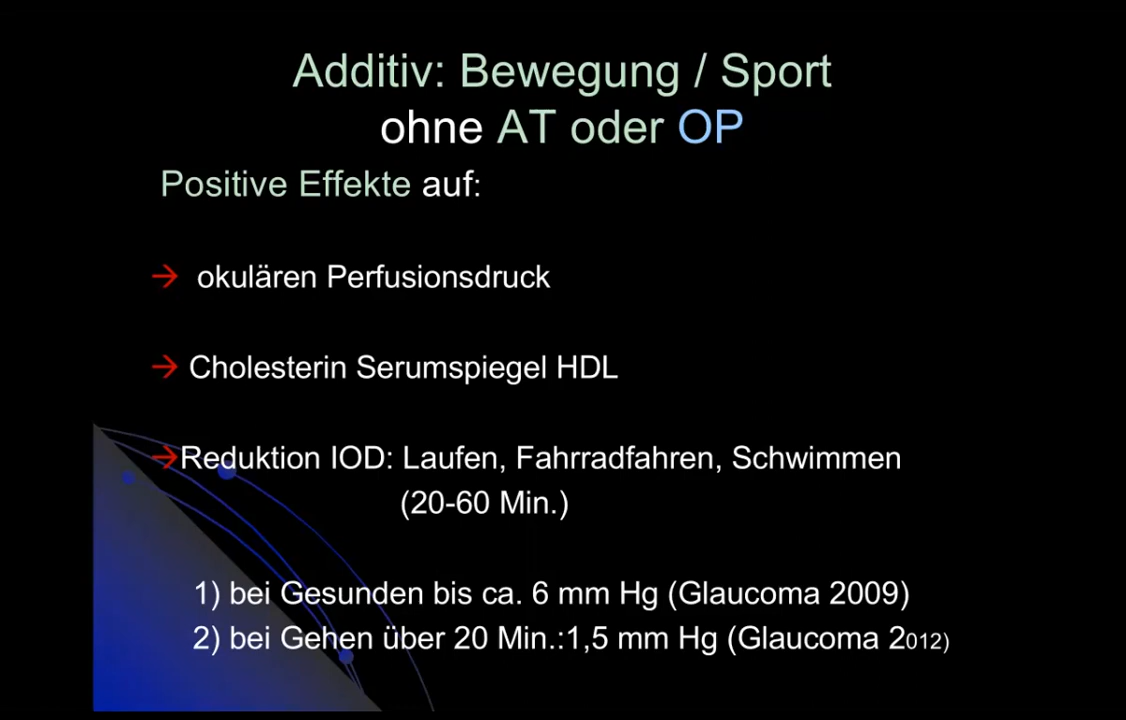 Additiv: Bewegung / Sport
ohne AT oder OP
Positive Effekte auf:
→ okulären Perfusionsdruck
→ Cholesterin Serumspiegel HDL
→Reduktion IOD: Laufen, Fahrradfahren, Schwimmen
(20-60 Min.)
1) bei Gesunden bis ca. 6 mm Hg (Glaucoma 2009)
2) bei Gehen über 20 Min.:1,5 mm Hg (Glaucoma 2012)